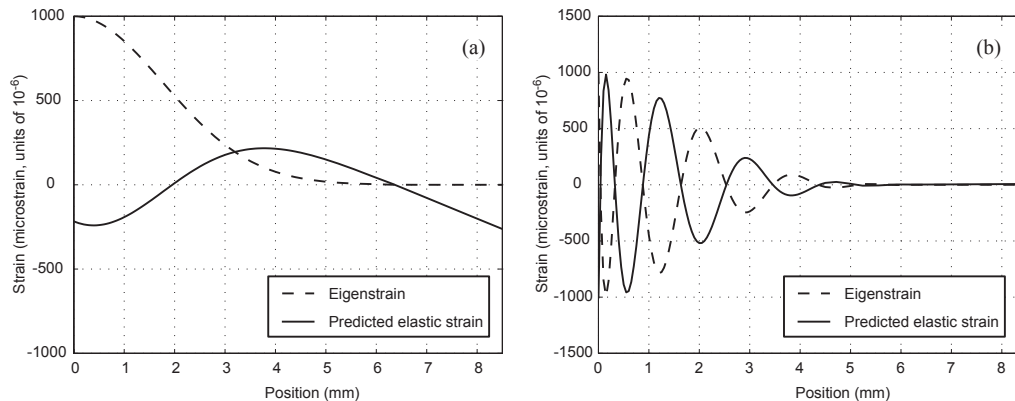 (a)
Strain (microstrain, units of 10⁻⁶)
1000
500
0
-500
-1000
Eigenstrain
Predicted elastic strain
0 1 2 3 4 5 6 7 8
Position (mm)
(b)
Strain (microstrain, units of 10⁻⁶)
1500
1000
500
0
-500
-1000
-1500
Eigenstrain
Predicted elastic strain
0 1 2 3 4 5 6 7 8
Position (mm)